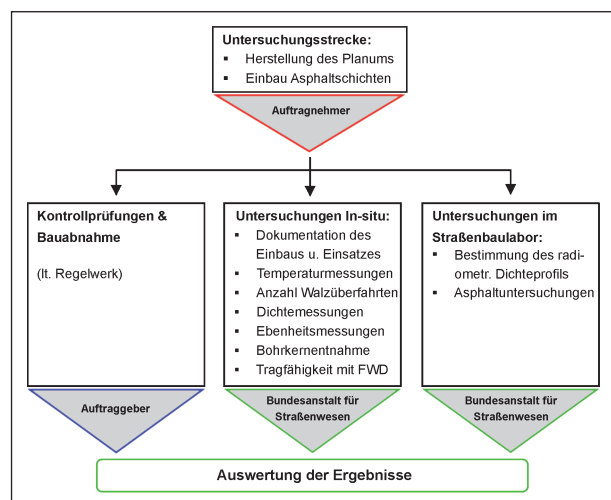 Untersuchungsstrecke:
▪ Herstellung des Planums
▪ Einbau Asphaltschichten
Auftragnehmer
Kontrollprüfungen &
Bauabnahme
(lt. Regelwerk)
Auftraggeber
Untersuchungen In-situ:
▪ Dokumentation des
Einbaus u. Einsatzes
▪ Temperaturmessungen
▪ Anzahl Walzüberfahrten
▪ Dichtemessungen
▪ Ebenheitsmessungen
▪ Bohrkernentnahme
▪ Tragfähigkeit mit FWD
Bundesanstalt für
Straßenwesen
Untersuchungen im
Straßenbaulabor:
▪ Bestimmung des radi-
ometr. Dichteprofils
▪ Asphaltuntersuchungen
Bundesanstalt für
Straßenwesen
Auswertung der Ergebnisse